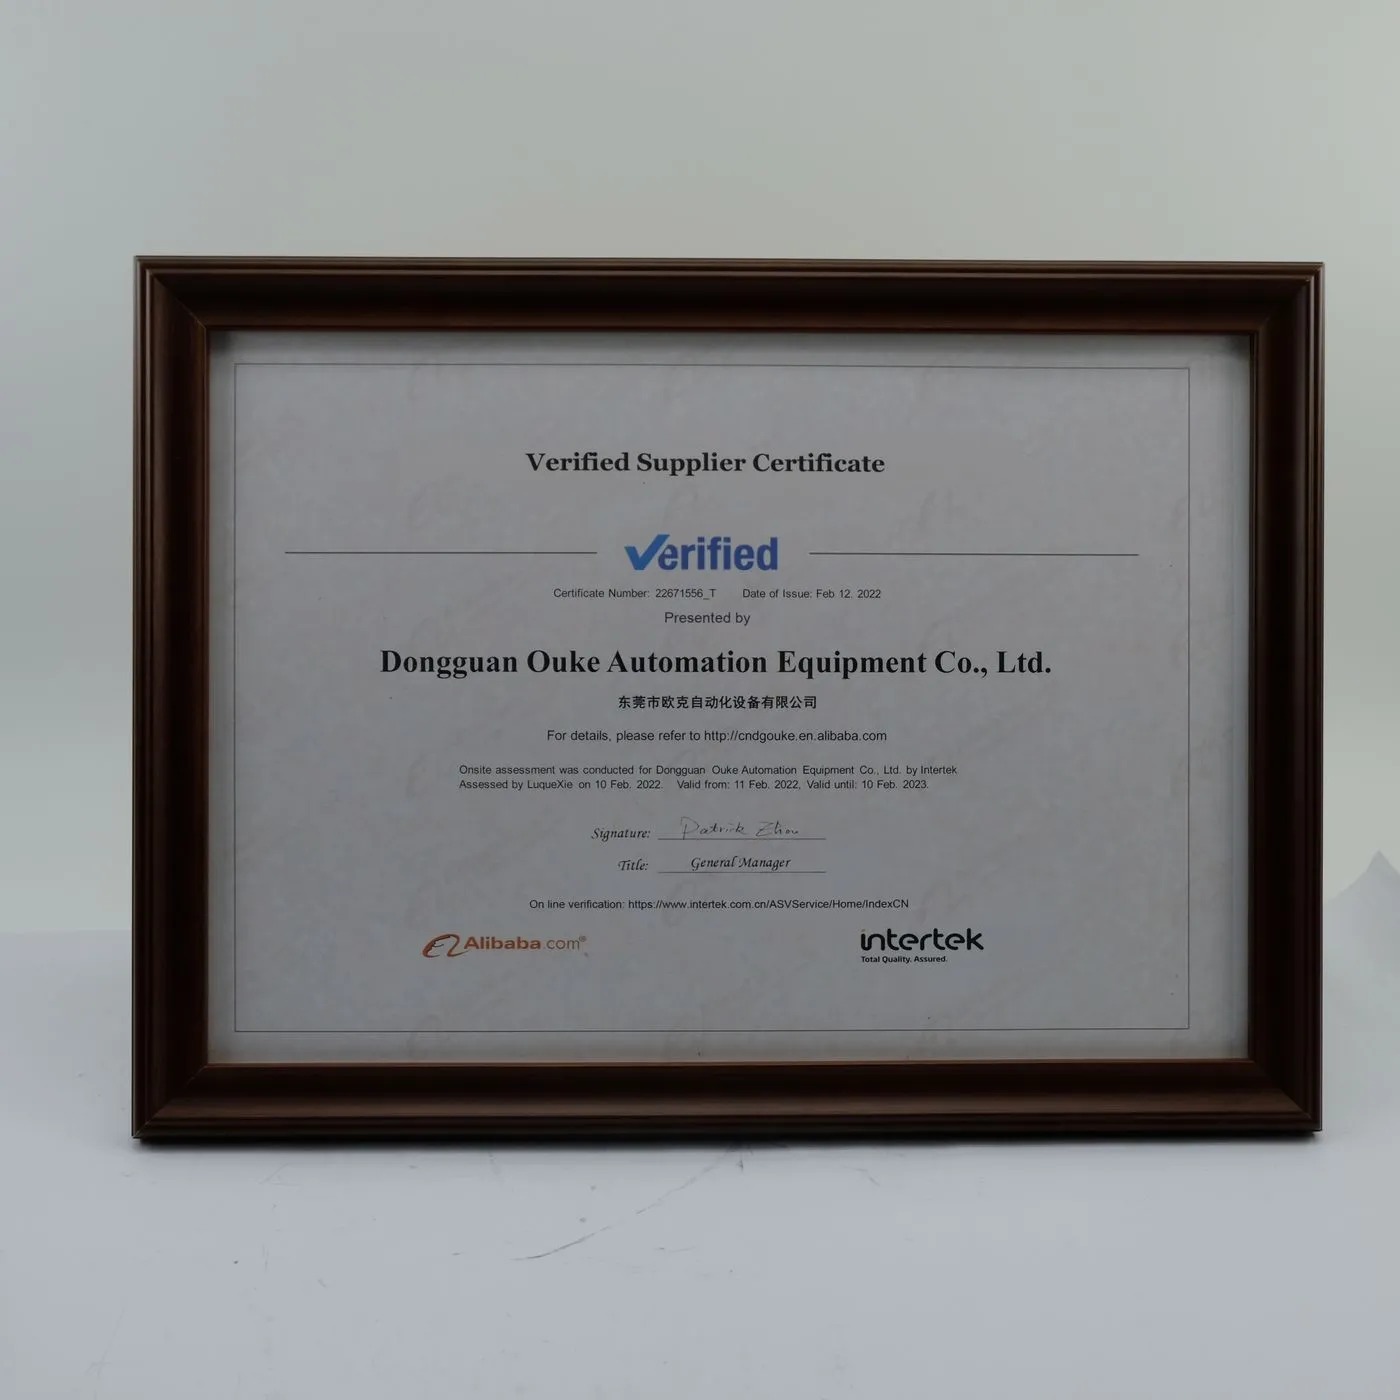 Verified Supplier Certificate
Verified
Certificate Number: 22671556_T Date of Issue: Feb 12. 2022
Presented by
Dongguan Ouke Automation Equipment Co., Ltd.
东莞市欧克自动化设备有限公司
For details, please refer to http://cndgouke.en.alibaba.com
Onsite assessment was conducted for Dongguan Ouke Automation Equipment Co., Ltd. by Intertek
Assessed by LuqueXie on 10 Feb. 2022. Valid from: 11 Feb. 2022, Valid until: 10 Feb. 2023.
Signature: Patrick Zhou
Title: General Manager
On line verification: https://www.intertek.com.cn/ASVService/Home/IndexCN
Alibaba.com®
intertek
Total Quality. Assured.